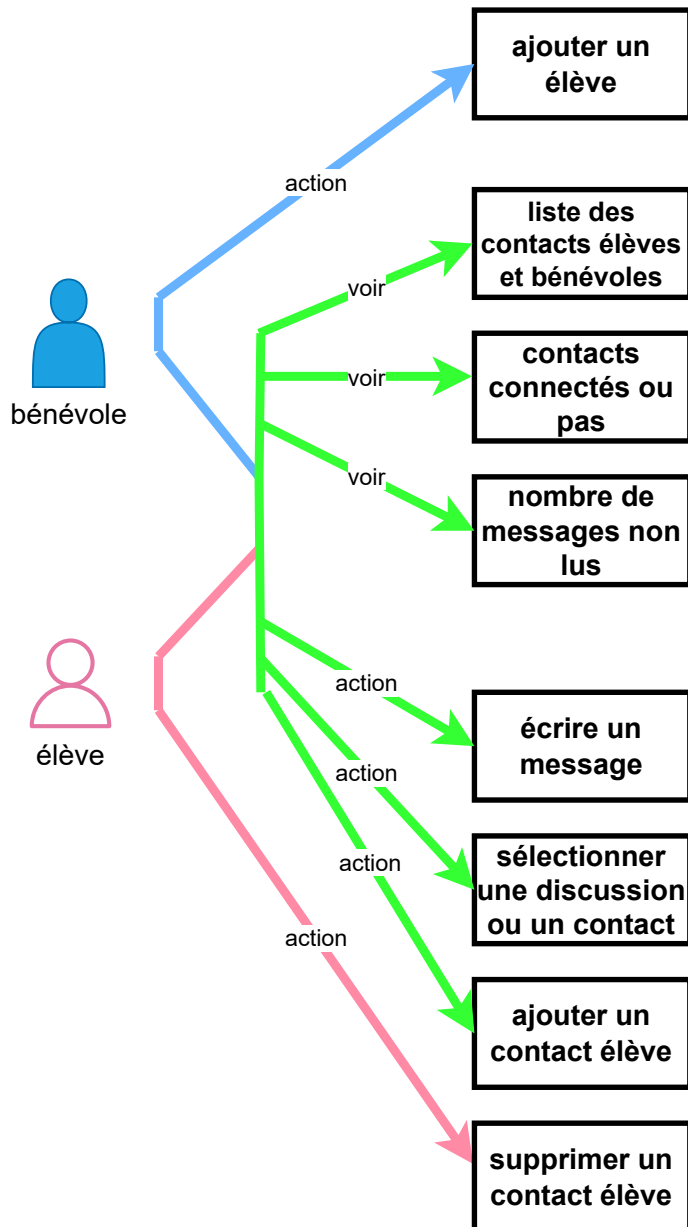 ajouter un
élève
action
liste des
contacts élèves
et bénévoles
voir
bénévole
contacts
connectés ou
pas
voir
voir
nombre de
messages non
lus
élève
action
écrire un
message
action
sélectionner
une discussion
ou un contact
action
action
ajouter un
contact élève
supprimer un
contact élève